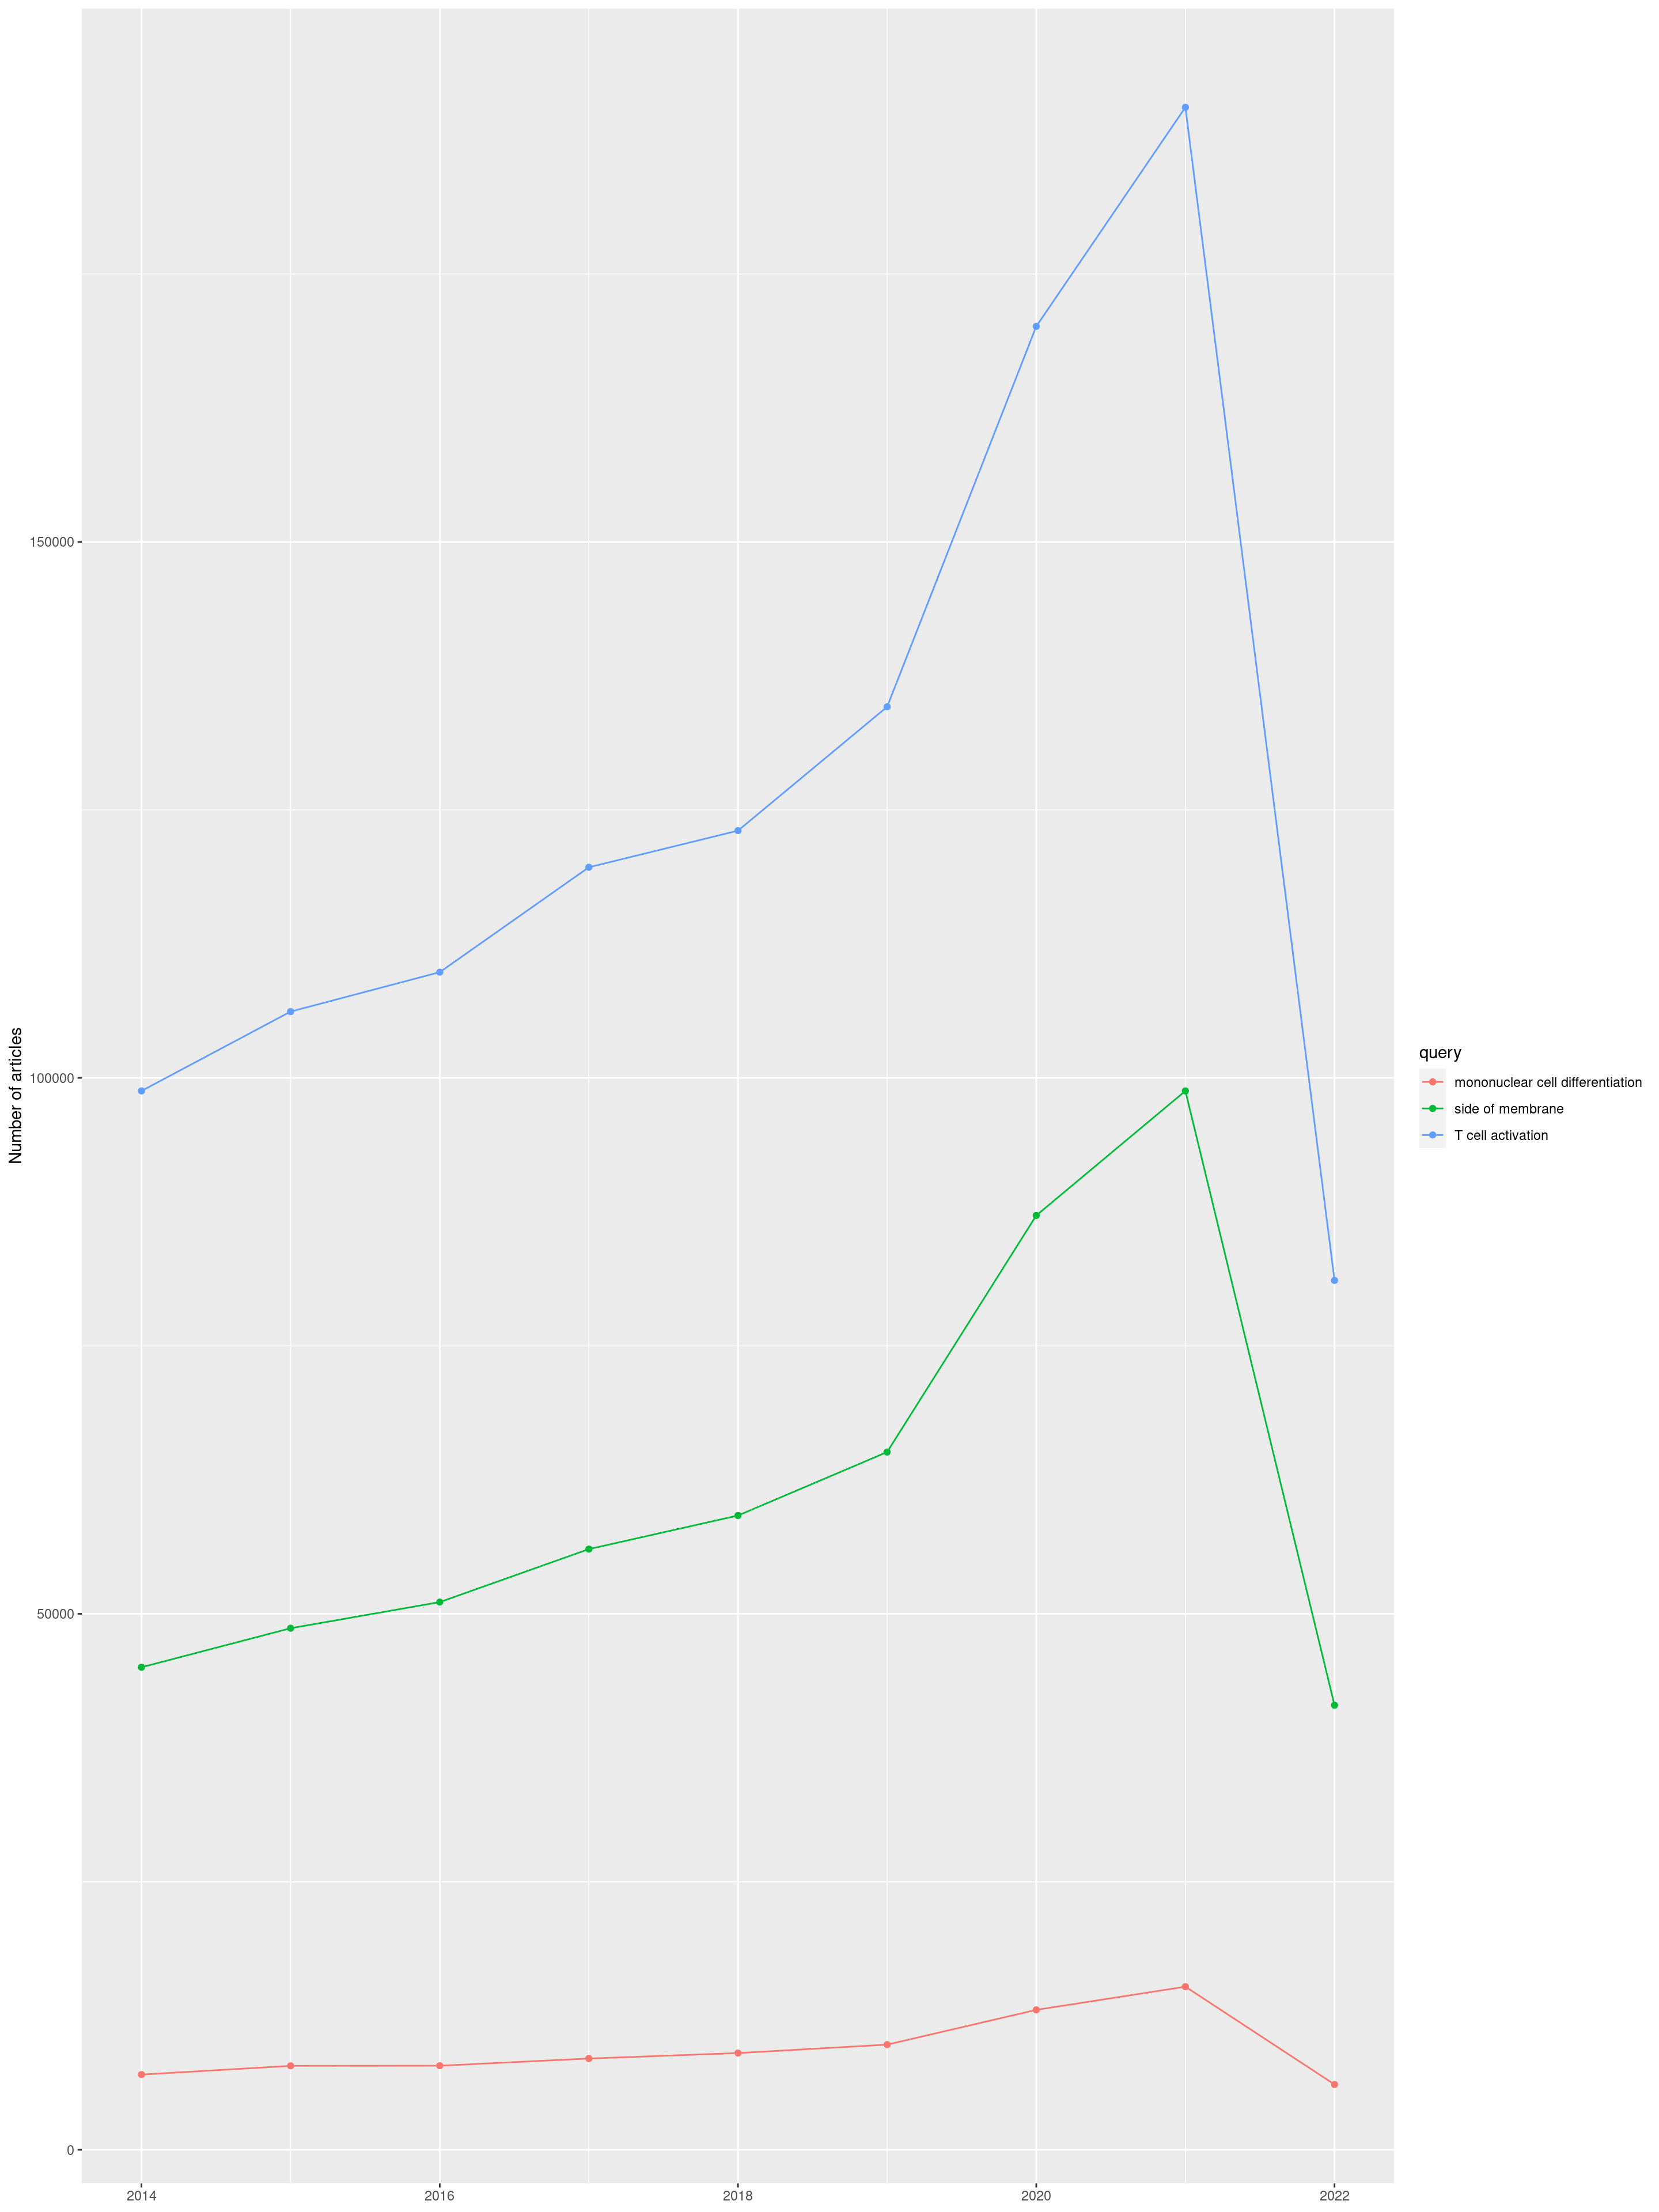 Number of articles
150000
100000
50000
0
2014
2016
2018
2020
2022
query
mononuclear cell differentiation
side of membrane
T cell activation